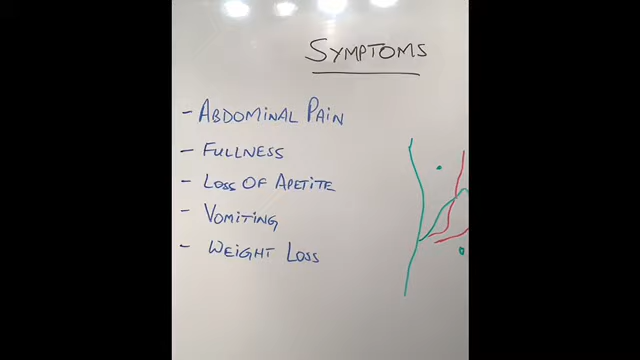 SYMPTOMS
- ABDOMINAL PAIN
- FULLNESS
- LOSS OF APETITE
- VOMITING
- WEIGHT LOSS